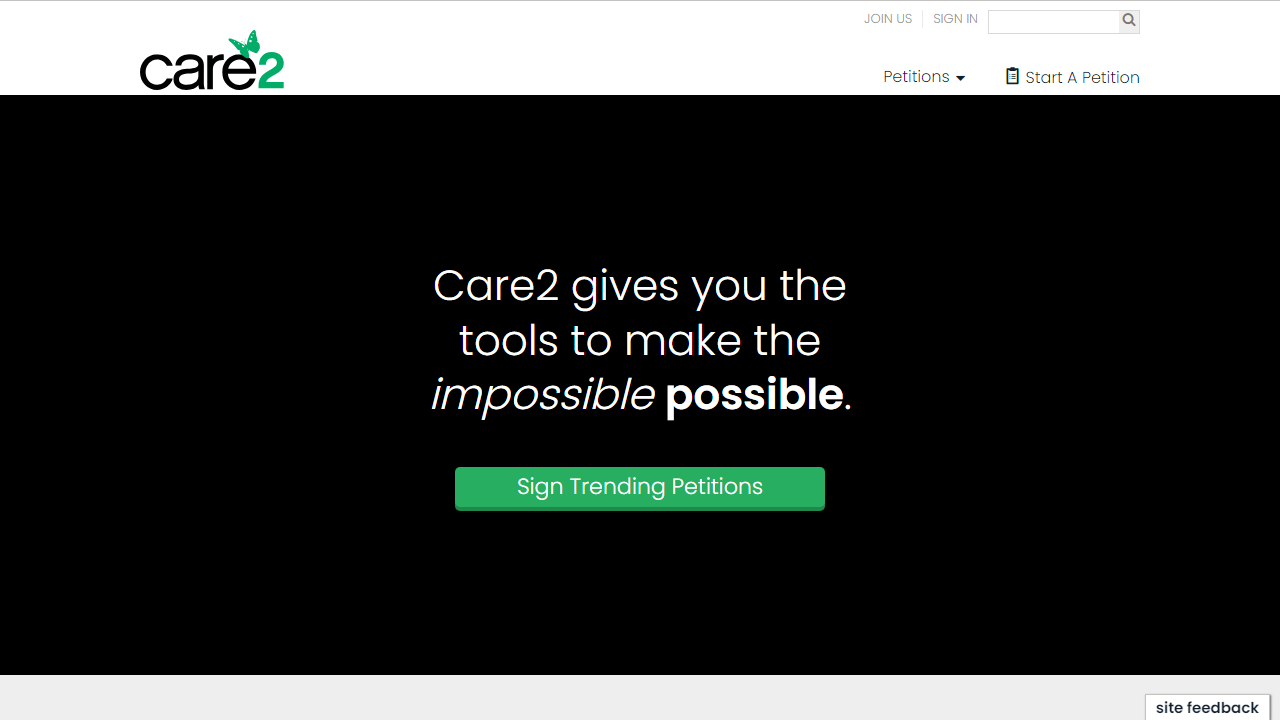 JOIN US
SIGN IN
care2
Petitions
Start A Petition
Care2 gives you the
tools to make the
impossible possible.
Sign Trending Petitions
site feedback